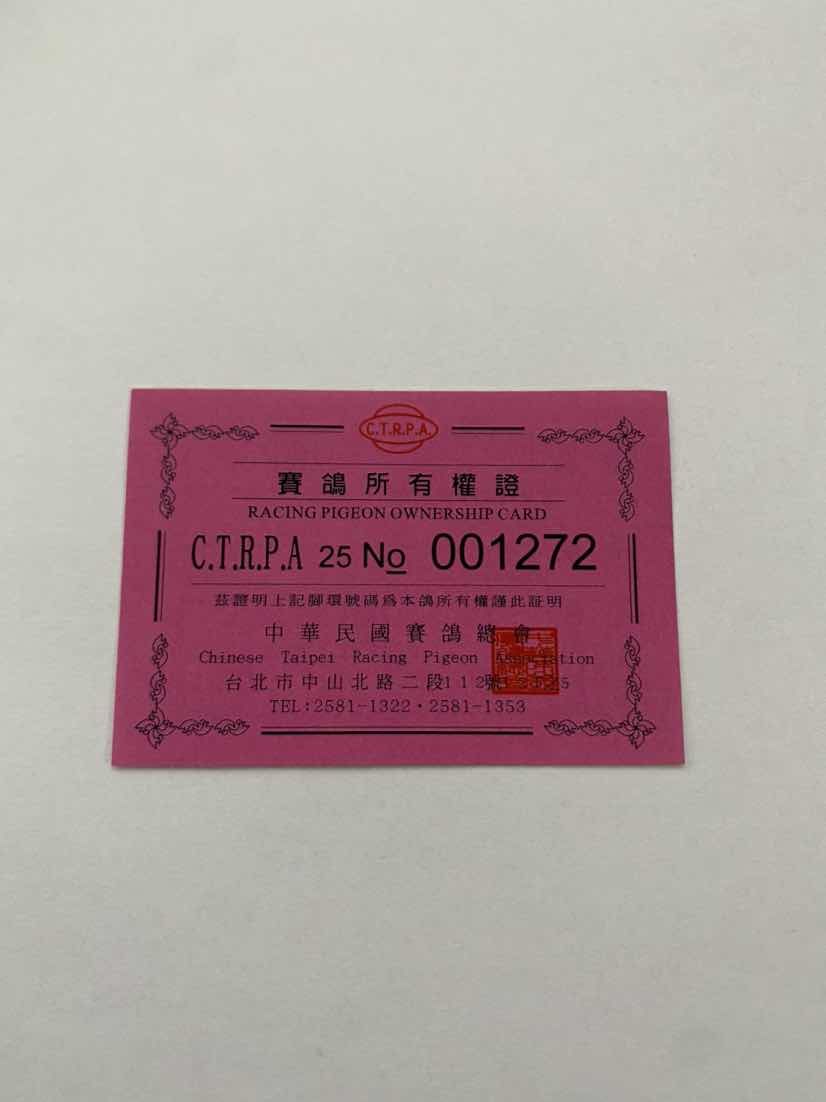 C.T.R.P.A.
賽鴿所有權證
RACING PIGEON OWNERSHIP CARD
C.T.R.P.A 25 No 001272
茲證明上記腳環號碼爲本鴿所有權謹此証明
中華民國賽鴿總會
Chinese Taipei Racing Pigeon Association
台北市中山北路二段112號
TEL:2581-1322・2581-1353